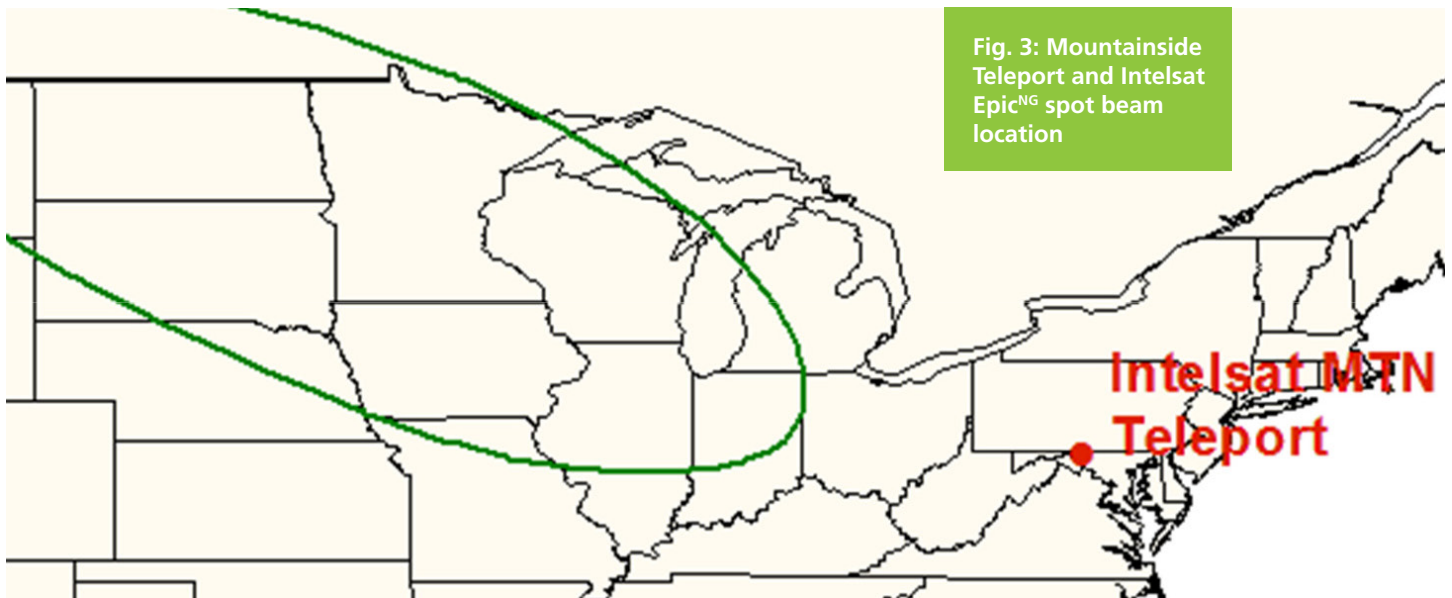 Fig. 3: Mountainside
Teleport and Intelsat
Epicᴺᴳ spot beam
location
Intelsat MTN
Teleport